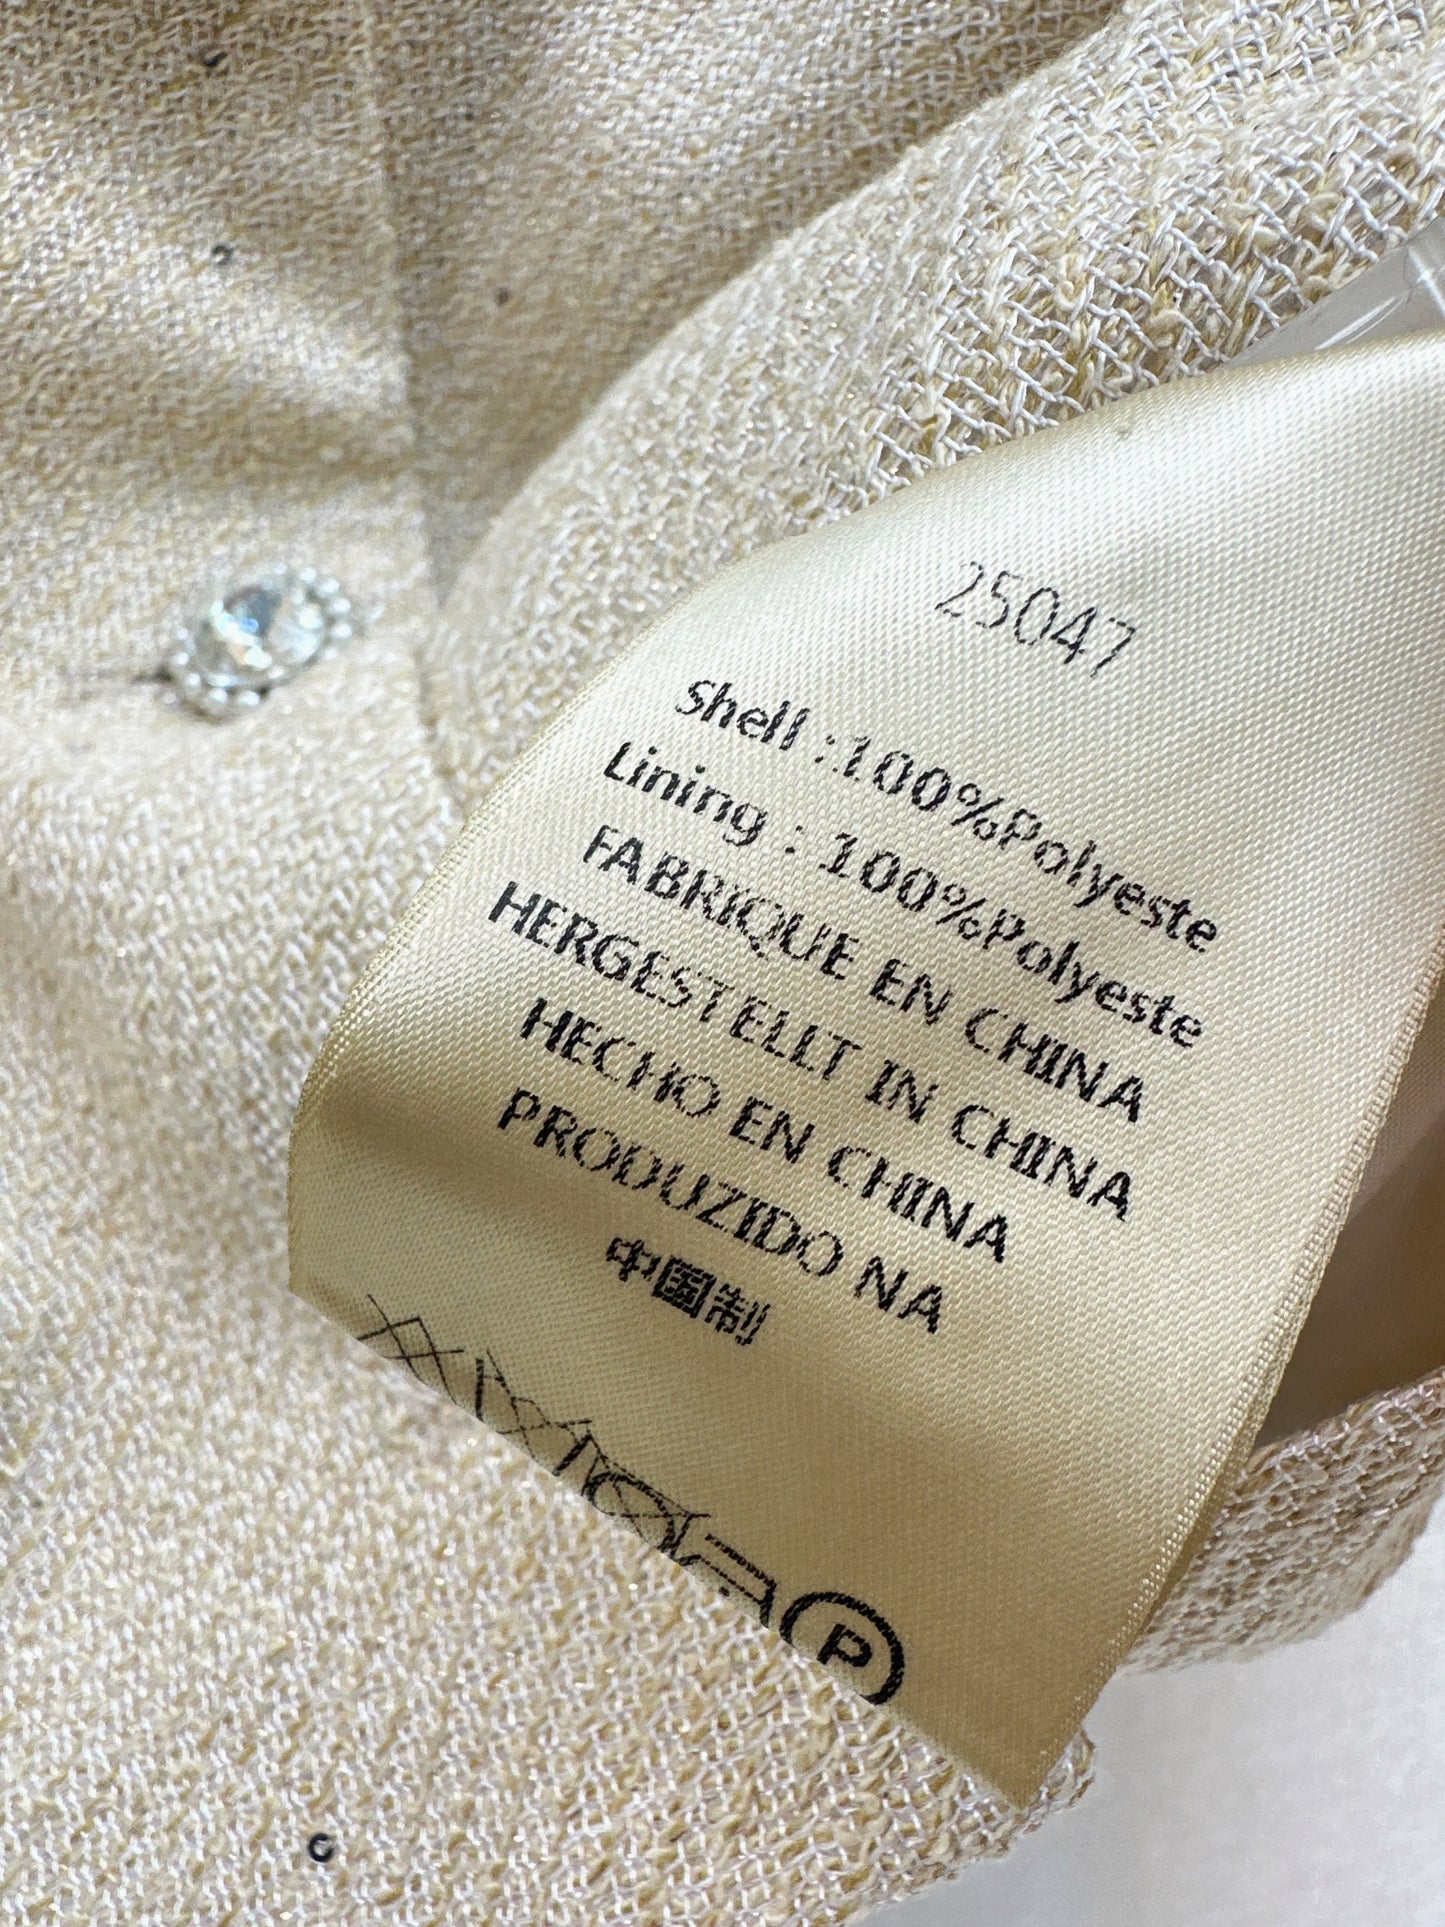 25047
Shell :100%Polyeste
Lining : 100%Polyeste
FABRIQUE EN CHINA
HERGESTELLT IN CHINA
HECHO EN CHINA
PRODUZIDO NA
中国制
P